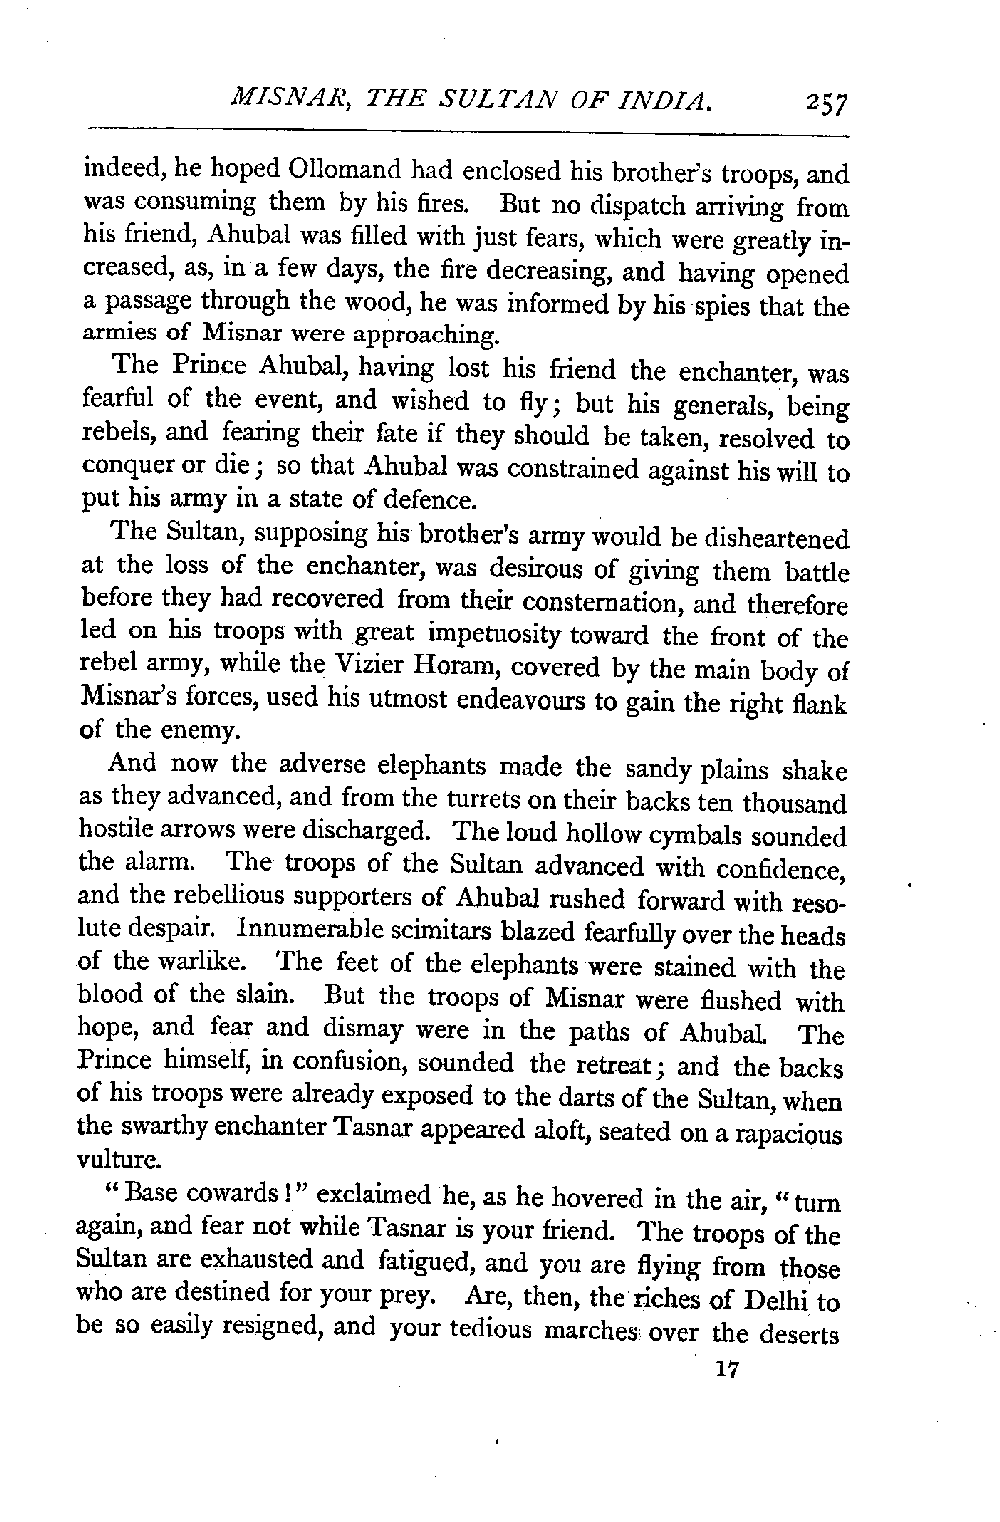 MISNAR, THE SULTAN OF INDIA. 257
indeed, he hoped Ollomand had enclosed his brother's troops, and
was consuming them by his fires. But no dispatch arriving from
his friend, Ahubal was filled with just fears, which were greatly in-
creased, as, in a few days, the fire decreasing, and having opened
a passage through the wood, he was informed by his spies that the
armies of Misnar were approaching.
The Prince Ahubal, having lost his friend the enchanter, was
fearful of the event, and wished to fly; but his generals, being
rebels, and fearing their fate if they should be taken, resolved to
conquer or die; so that Ahubal was constrained against his will to
put his army in a state of defence.
The Sultan, supposing his brother's army would be disheartened
at the loss of the enchanter, was desirous of giving them battle
before they had recovered from their consternation, and therefore
led on his troops with great impetuosity toward the front of the
rebel army, while the Vizier Horam, covered by the main body of
Misnar's forces, used his utmost endeavours to gain the right flank
of the enemy.
And now the adverse elephants made the sandy plains shake
as they advanced, and from the turrets on their backs ten thousand
hostile arrows were discharged. The loud hollow cymbals sounded
the alarm. The troops of the Sultan advanced with confidence,
and the rebellious supporters of Ahubal rushed forward with reso-
lute despair. Innumerable scimitars blazed fearfully over the heads
of the warlike. The feet of the elephants were stained with the
blood of the slain. But the troops of Misnar were flushed with
hope, and fear and dismay were in the paths of Ahubal. The
Prince himself, in confusion, sounded the retreat; and the backs
of his troops were already exposed to the darts of the Sultan, when
the swarthy enchanter Tasnar appeared aloft, seated on a rapacious
vulture.
"Base cowards!" exclaimed he, as he hovered in the air, "turn
again, and fear not while Tasnar is your friend. The troops of the
Sultan are exhausted and fatigued, and you are flying from those
who are destined for your prey. Are, then, the riches of Delhi to
be so easily resigned, and your tedious marches over the deserts
17